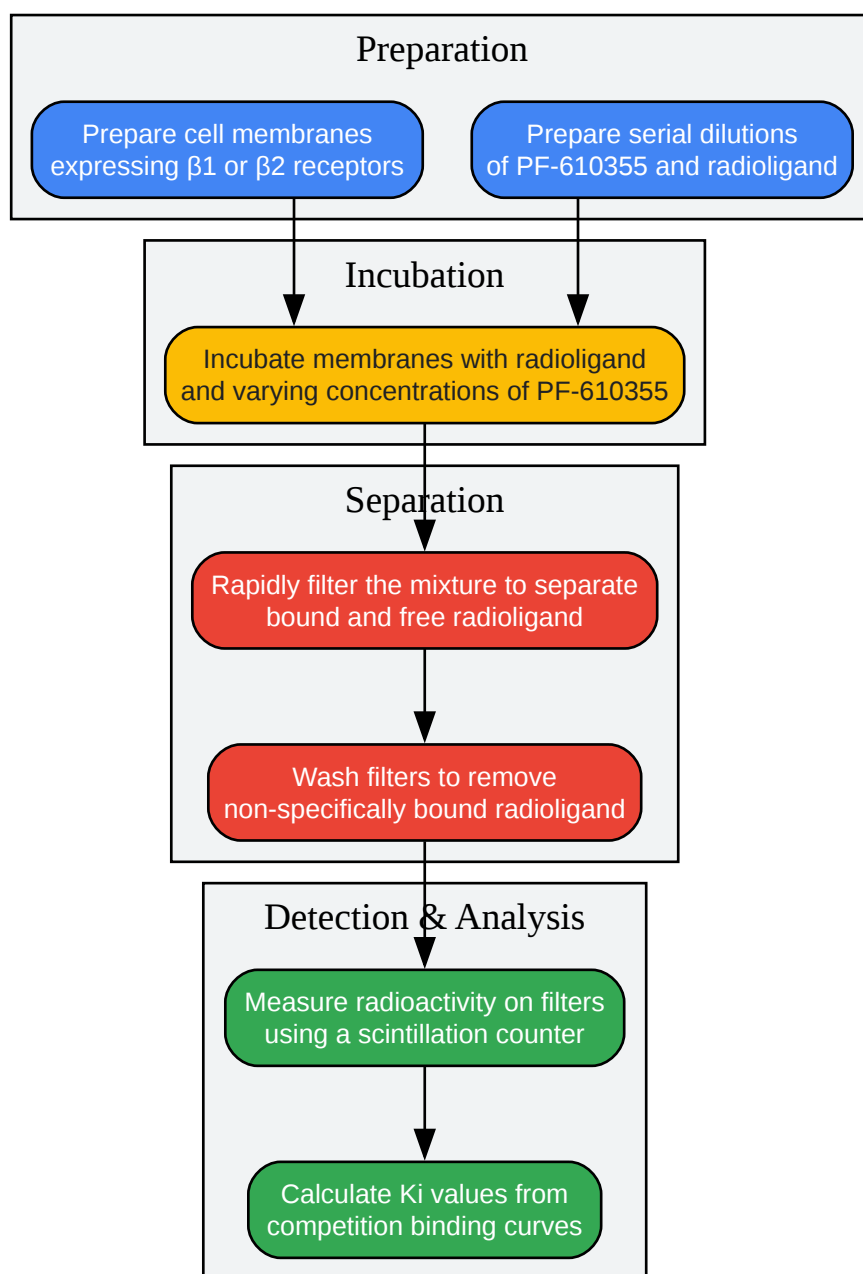 Preparation
Prepare cell membranes
expressing β1 or β2 receptors
Prepare serial dilutions
of PF-610355 and radioligand
Incubation
Incubate membranes with radioligand
and varying concentrations of PF-610355
Separation
Rapidly filter the mixture to separate
bound and free radioligand
Wash filters to remove
non-specifically bound radioligand
Detection & Analysis
Measure radioactivity on filters
using a scintillation counter
Calculate Ki values from
competition binding curves